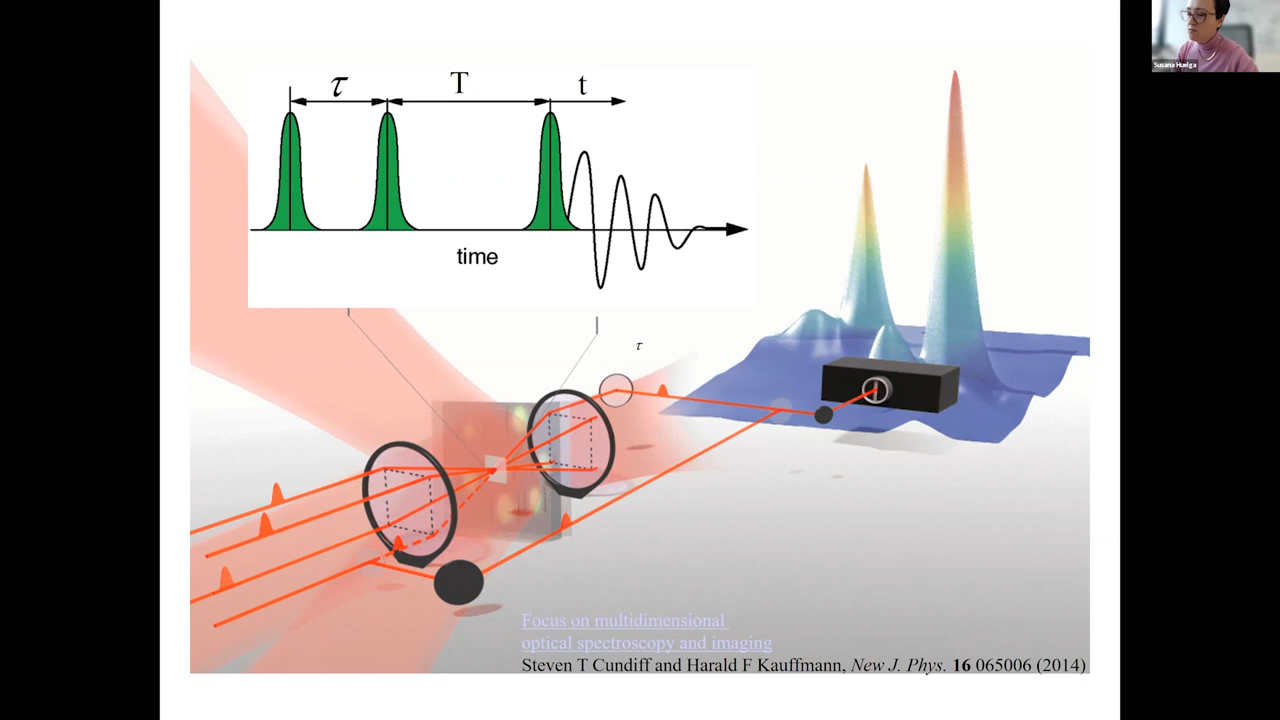 τ T t
time
τ
Focus on multidimensional
optical spectroscopy and imaging
Steven T Cundiff and Harald F Kauffmann, New J. Phys. 16 065006 (2014)
Susana Huelga